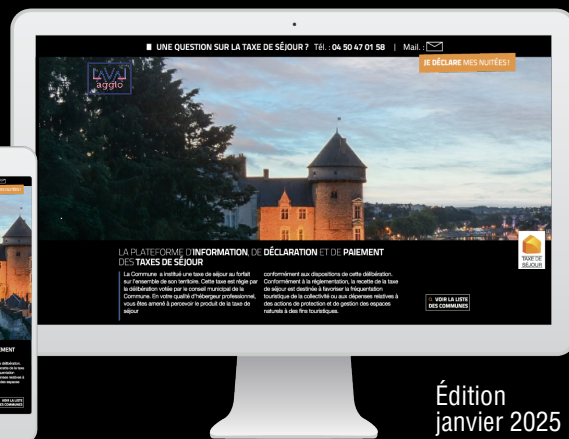 UNE QUESTION SUR LA TAXE DE SÉJOUR ? Tél. : 04 50 47 01 58 | Mail. :
JE DÉCLARE MES NUITÉES !
LAVAL
agglo
LA PLATEFORME D'INFORMATION, DE DÉCLARATION ET DE PAIEMENT
DES TAXES DE SÉJOUR
La Commune a institué une taxe de séjour au forfait
sur l'ensemble de son territoire. Cette taxe est régie par
la délibération votée par le conseil municipal de la
Commune. En votre qualité d'hébergeur professionnel,
vous êtes amené à percevoir le produit de la taxe de
séjour
conformément aux dispositions de cette délibération.
Conformément à la réglementation, la recette de la taxe
de séjour est destinée à favoriser la fréquentation
touristique de la collectivité ou aux dépenses relatives à
des actions de protection et de gestion des espaces
naturels à des fins touristiques.
TAXE DE
SÉJOUR
VOIR LA LISTE
DES COMMUNES
EMENT
VOIR LA LISTE
DES COMMUNES
Édition
janvier 2025